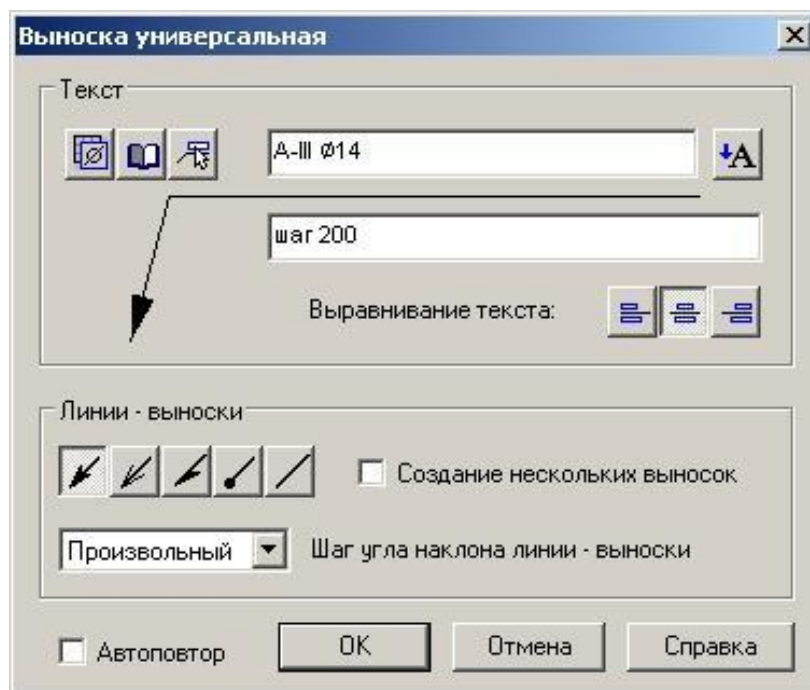 Выноска универсальная
Текст
A-III Ø14
A
шаг 200
Выравнивание текста:
Линии - выноски
Создание нескольких выносок
Произвольный
Шаг угла наклона линии - выноски
Автоповтор
ОК
Отмена
Справка